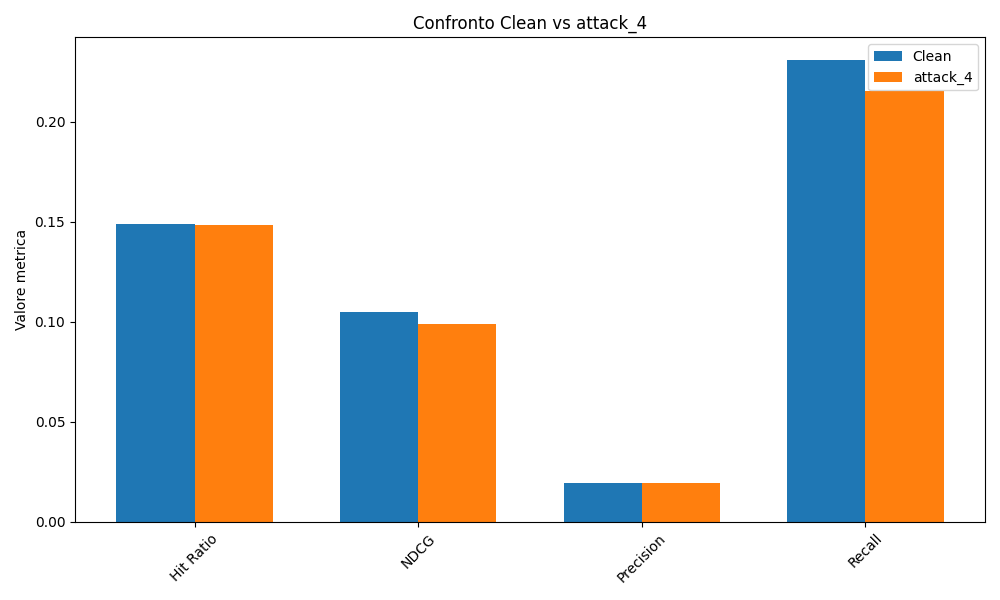 Confronto Clean vs attack_4
Clean
attack_4
Valore metrica
0.20
0.15
0.10
0.05
0.00
Hit Ratio
NDCG
Precision
Recall